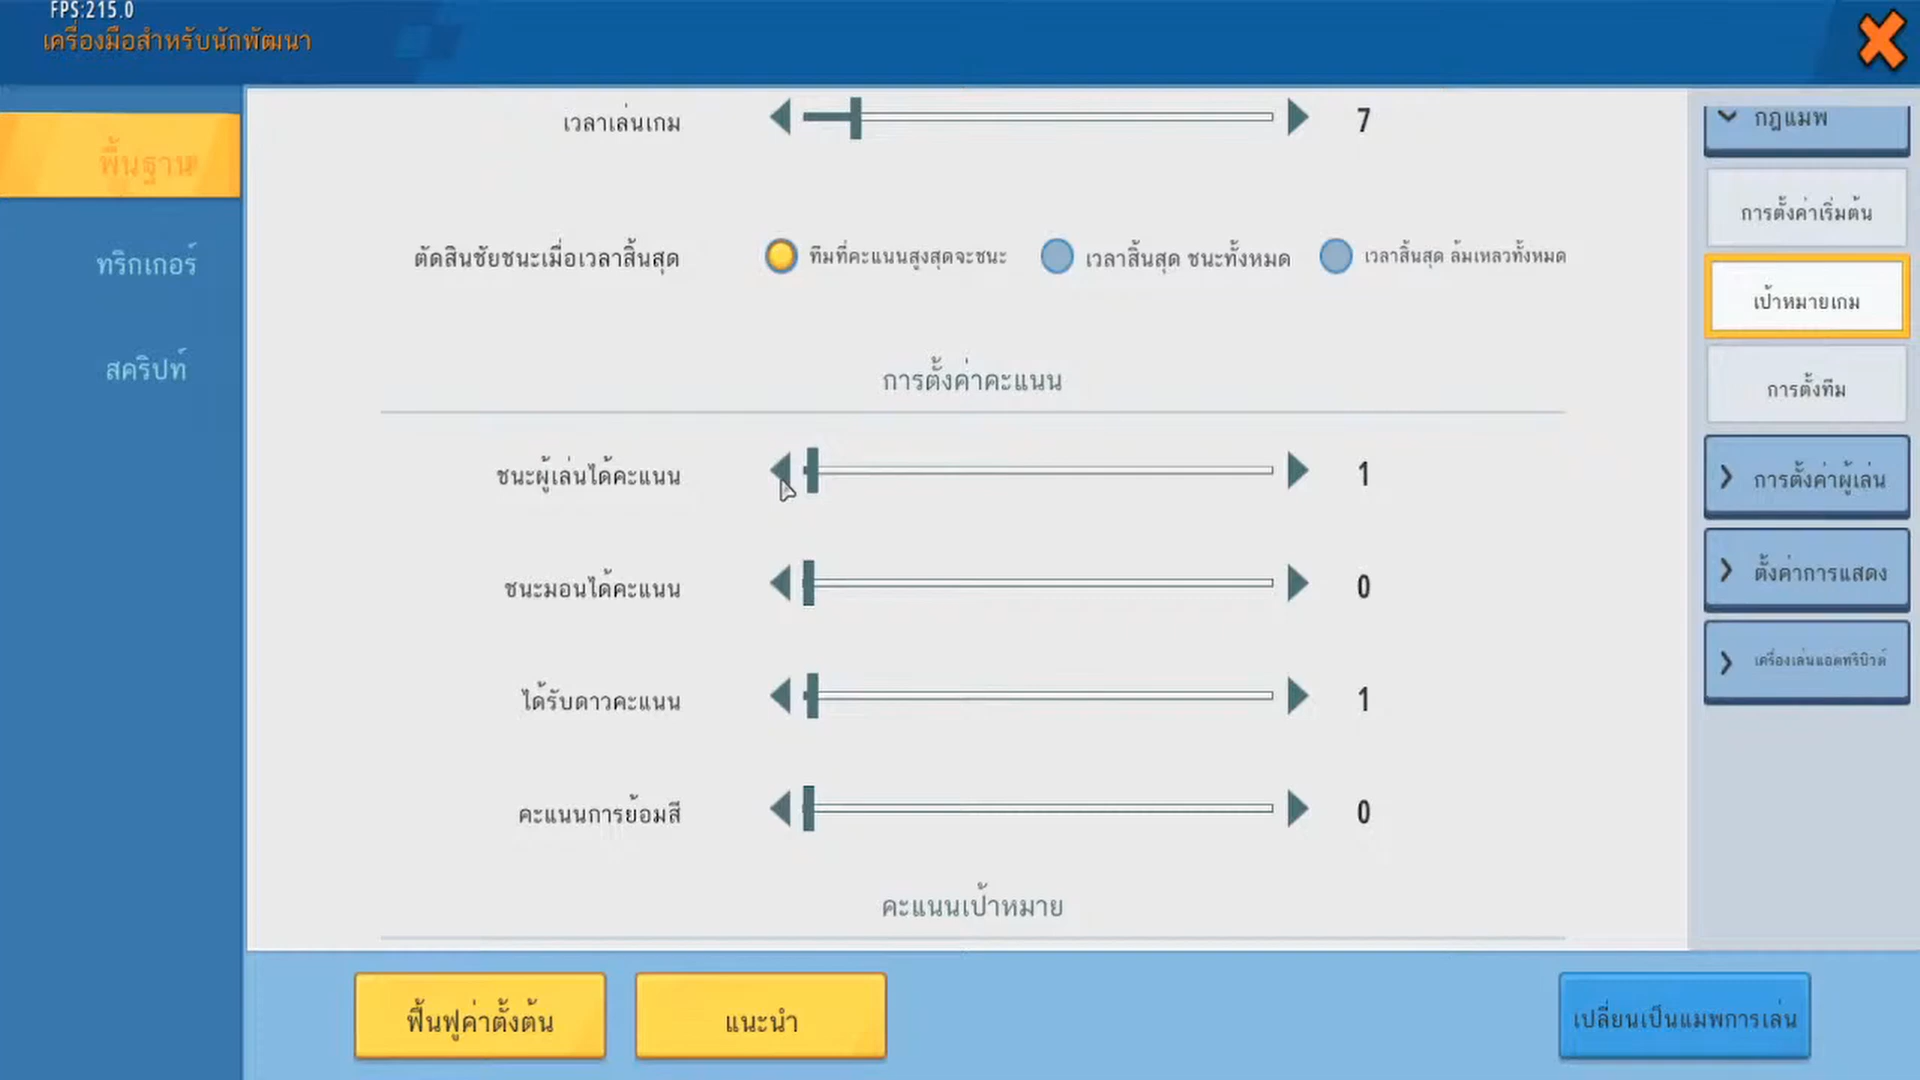 FPS:215.0
เครื่องมือสำหรับนักพัฒนา
พื้นฐาน
ทริกเกอร์
สคริปท์
เวลาเล่นเกม
7
ตัดสินชัยชนะเมื่อเวลาสิ้นสุด
ทีมที่คะแนนสูงสุดจะชนะ
เวลาสิ้นสุด ชนะทั้งหมด
เวลาสิ้นสุด ล้มเหลวทั้งหมด
การตั้งค่าคะแนน
ชนะผู้เล่นได้คะแนน
1
ชนะมอนได้คะแนน
0
ได้รับดาวคะแนน
1
คะแนนการย้อมสี
0
คะแนนเป้าหมาย
กฎแมพ
การตั้งค่าเริ่มต้น
เป้าหมายเกม
การตั้งทีม
การตั้งค่าผู้เล่น
ตั้งค่าการแสดง
เครื่องเล่นแอตทริบิวต์
ฟื้นฟูค่าตั้งต้น
แนะนำ
เปลี่ยนเป็นแมพการเล่น